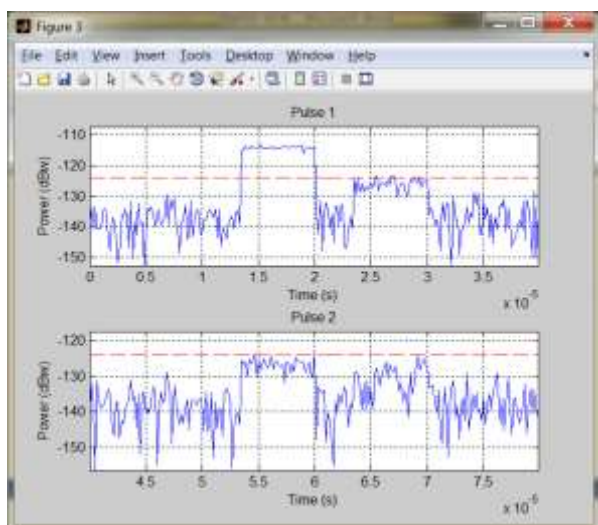 Figure 3
File Edit View Insert Tools Desktop Window Help
Pulse 1
-110
-120
-130
-140
-150
Power (dBw)
0 0.5 1 1.5 2 2.5 3 3.5
Time (s)
x 10^-5
Pulse 2
-120
-130
-140
-150
Power (dBw)
4.5 5 5.5 6 6.5 7 7.5
Time (s)
x 10^-5